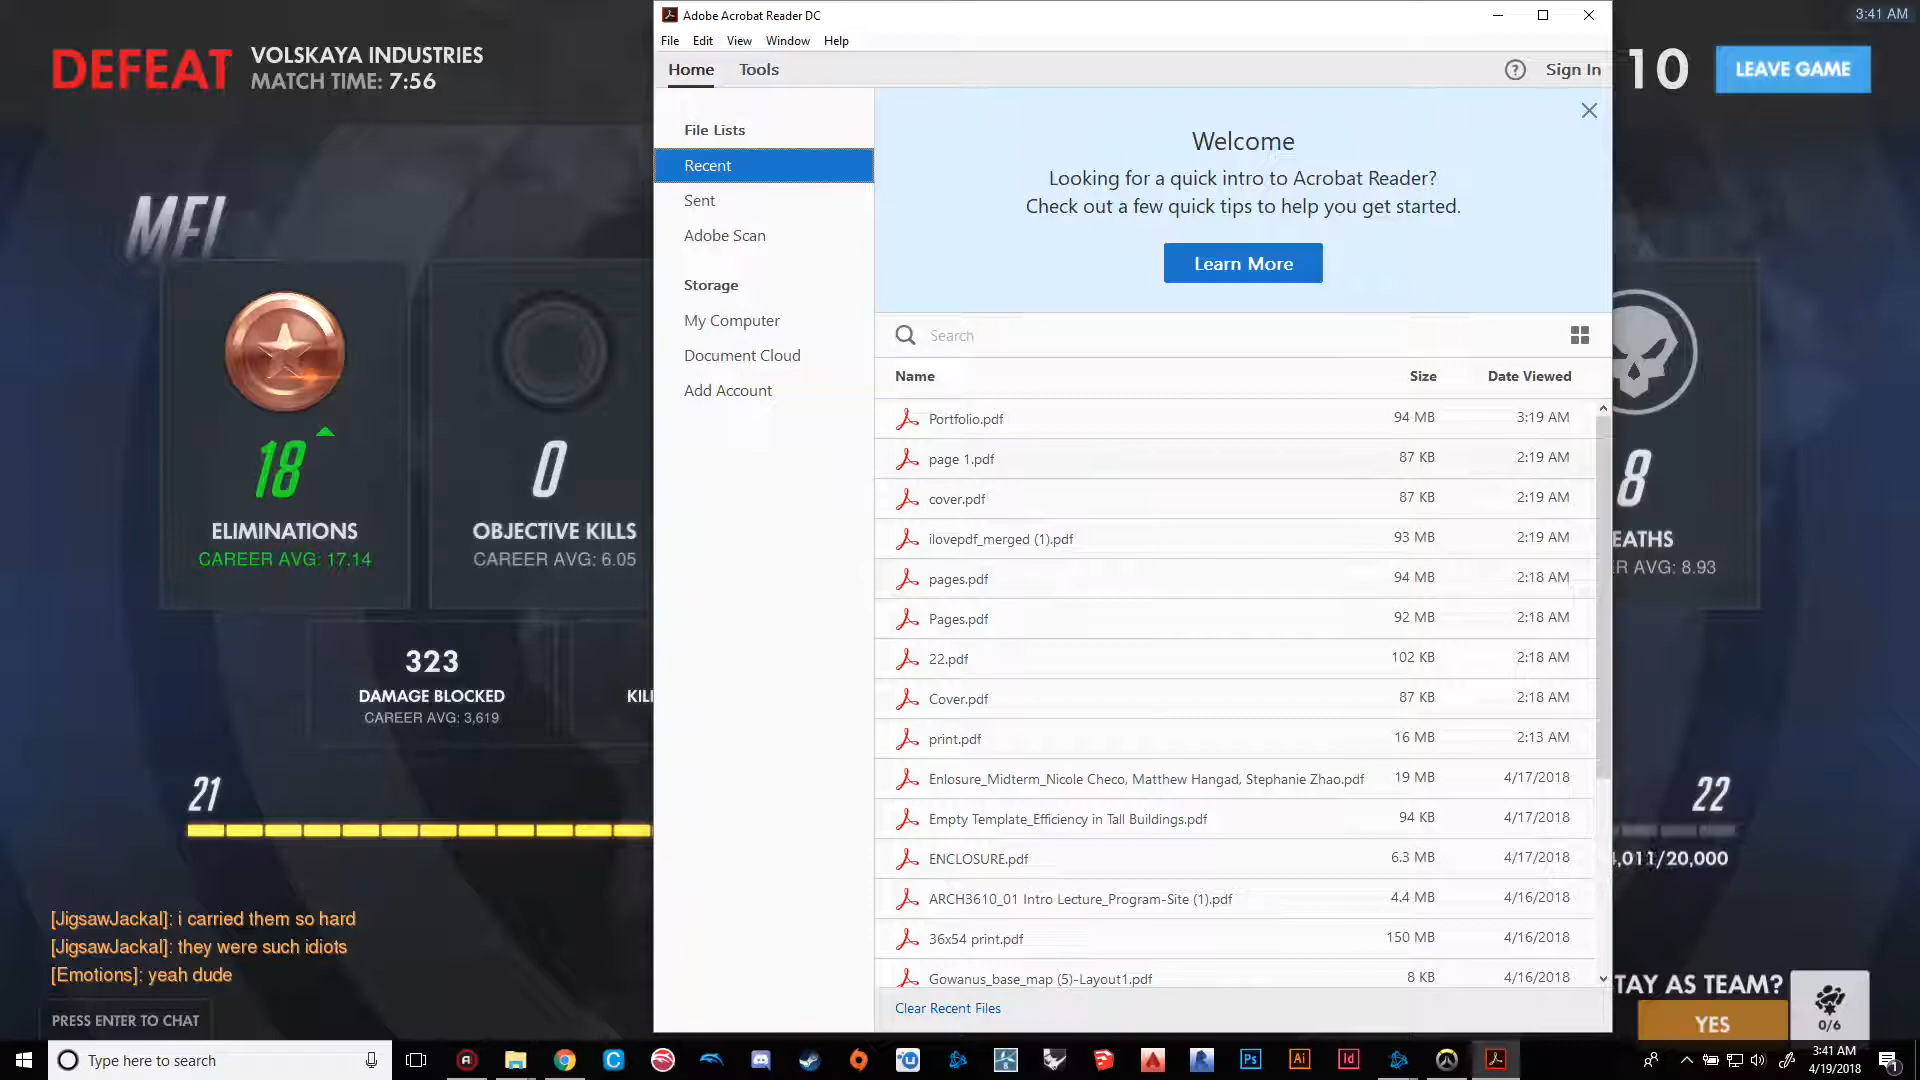 3:41 AM
DEFEAT
VOLSKAYA INDUSTRIES
MATCH TIME: 7:56
10
LEAVE GAME
MEI
18
ELIMINATIONS
CAREER AVG: 17.14
0
OBJECTIVE KILLS
CAREER AVG: 6.05
8
EATHS
R AVG: 8.93
323
DAMAGE BLOCKED
CAREER AVG: 3,619
KILL
21
22
4,011/20,000
[JigsawJackal]: i carried them so hard
[JigsawJackal]: they were such idiots
[Emotions]: yeah dude
PRESS ENTER TO CHAT
TAY AS TEAM?
YES
0/6
Adobe Acrobat Reader DC
File Edit View Window Help
Home Tools
Sign In
File Lists
Recent
Sent
Adobe Scan
Storage
My Computer
Document Cloud
Add Account
Welcome
Looking for a quick intro to Acrobat Reader?
Check out a few quick tips to help you get started.
Learn More
Search
Name Size Date Viewed
Portfolio.pdf 94 MB 3:19 AM
page 1.pdf 87 KB 2:19 AM
cover.pdf 87 KB 2:19 AM
ilovepdf_merged (1).pdf 93 MB 2:19 AM
pages.pdf 94 MB 2:18 AM
Pages.pdf 92 MB 2:18 AM
22.pdf 102 KB 2:18 AM
Cover.pdf 87 KB 2:18 AM
print.pdf 16 MB 2:13 AM
Enlosure_Midterm_Nicole Checo, Matthew Hangad, Stephanie Zhao.pdf 19 MB 4/17/2018
Empty Template_Efficiency in Tall Buildings.pdf 94 KB 4/17/2018
ENCLOSURE.pdf 6.3 MB 4/17/2018
ARCH3610_01 Intro Lecture_Program-Site (1).pdf 4.4 MB 4/16/2018
36x54 print.pdf 150 MB 4/16/2018
Gowanus_base_map (5)-Layout1.pdf 8 KB 4/16/2018
Clear Recent Files
Type here to search
Ps
Ai
Id
3:41 AM
4/19/2018
1